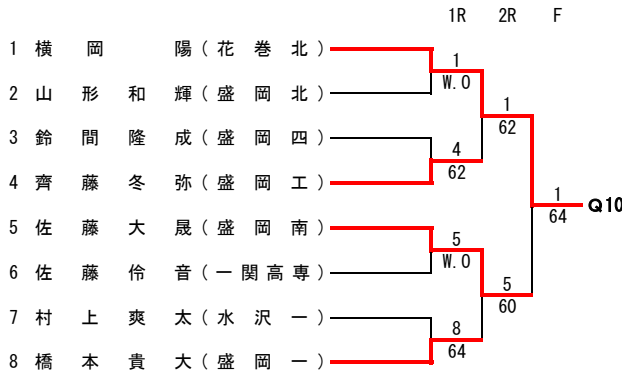 1R 2R F
1 横岡 陽(花巻北)
1
W.O
2 山形和輝(盛岡北)
1
62
3 鈴間隆成(盛岡四)
4
62
4 齊藤冬弥(盛岡工)
1
64
Q10
5 佐藤大晟(盛岡南)
5
W.O
6 佐藤伶音(一関高専)
5
60
7 村上爽太(水沢一)
8
64
8 橋本貴大(盛岡一)